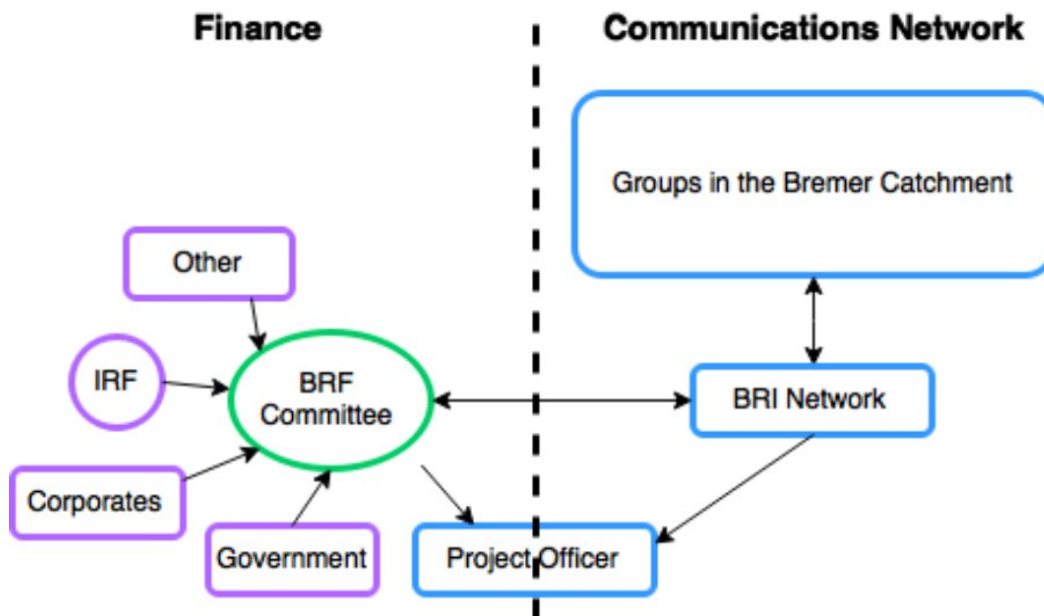 Finance
Communications Network
Groups in the Bremer Catchment
Other
IRF
BRF
Committee
BRI Network
Corporates
Government
Project Officer